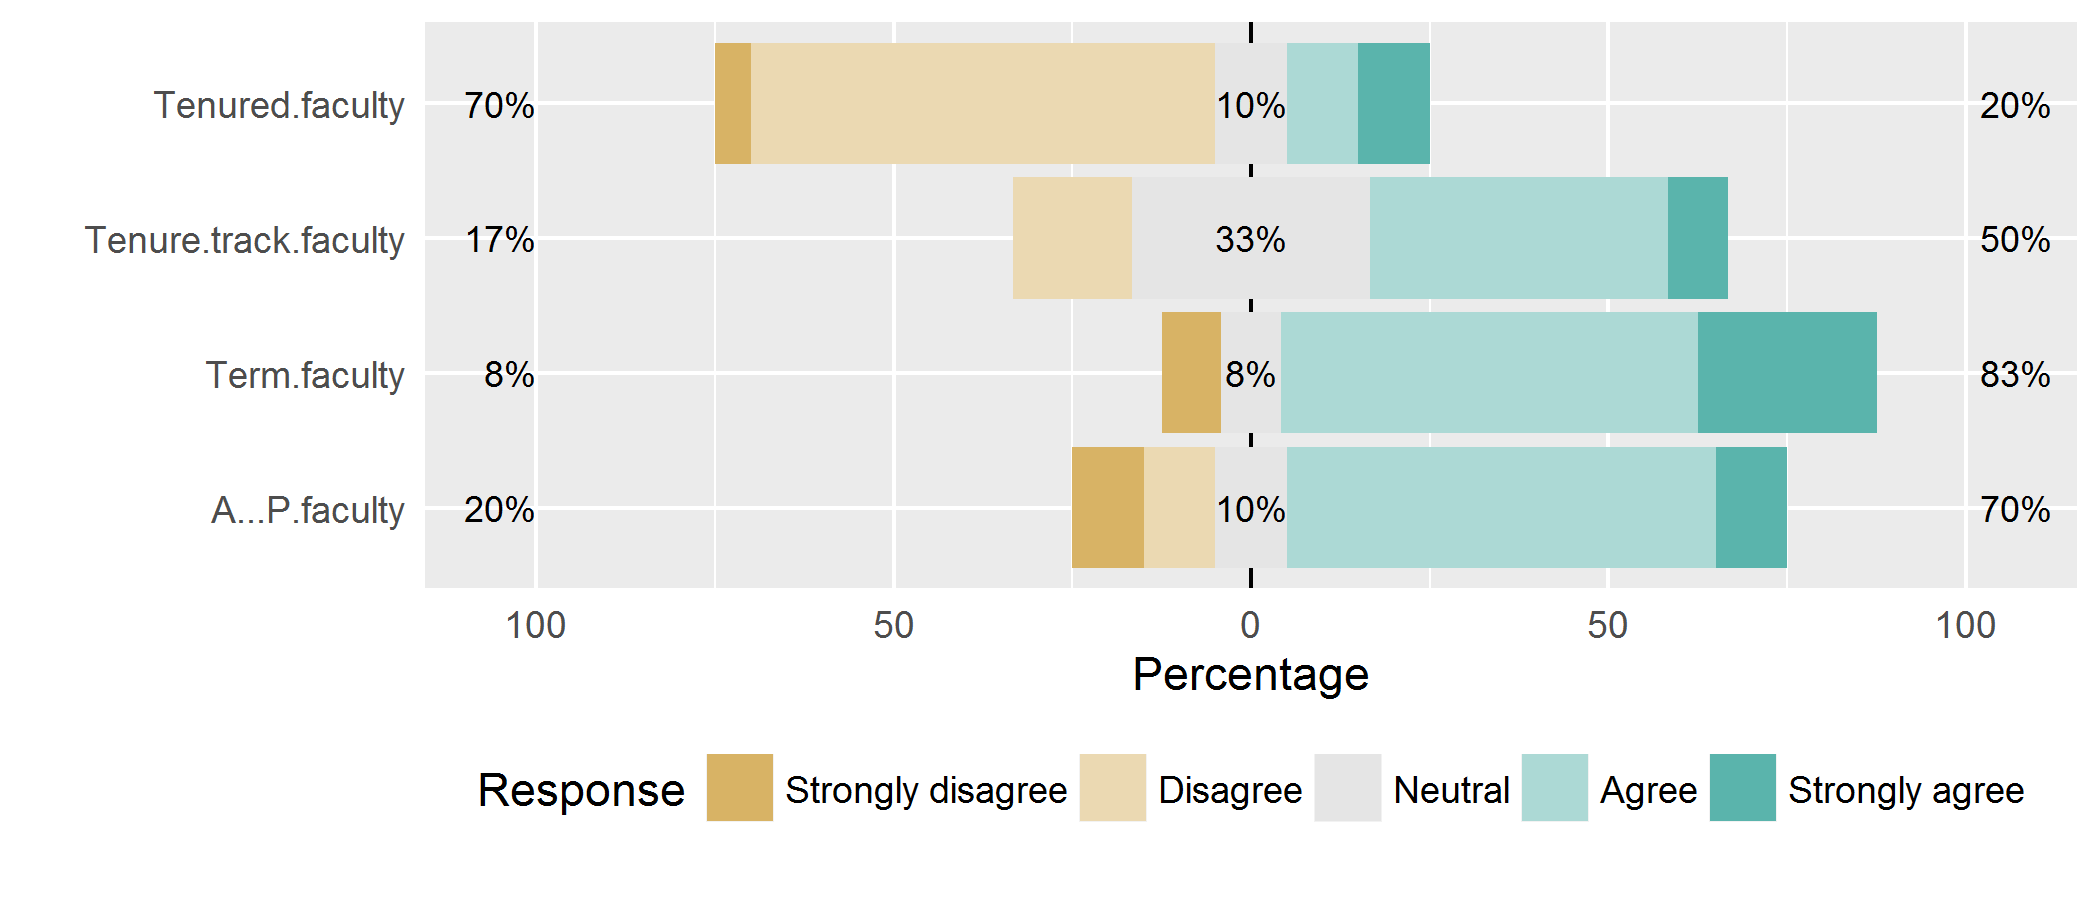 Tenured.faculty 70% 10% 20%
Tenure.track.faculty 17% 33% 50%
Term.faculty 8% 8% 83%
A...P.faculty 20% 10% 70%
100 50 0 50 100
Percentage
Response Strongly disagree Disagree Neutral Agree Strongly agree